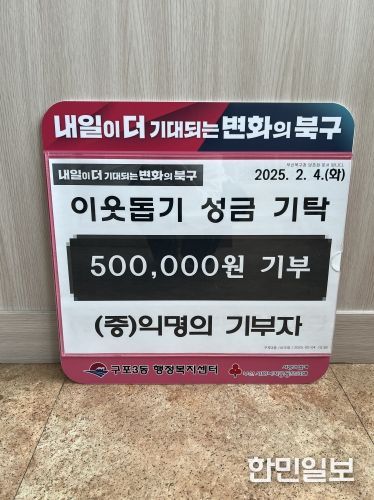 내일이 더 기대되는 변화의 북구
내일이 더 기대되는 변화의 북구
2025. 2. 4.(화)
이웃돕기 성금 기탁
500,000원 기부
(중)익명의 기부자
구포3동 행정복지센터
한민일보